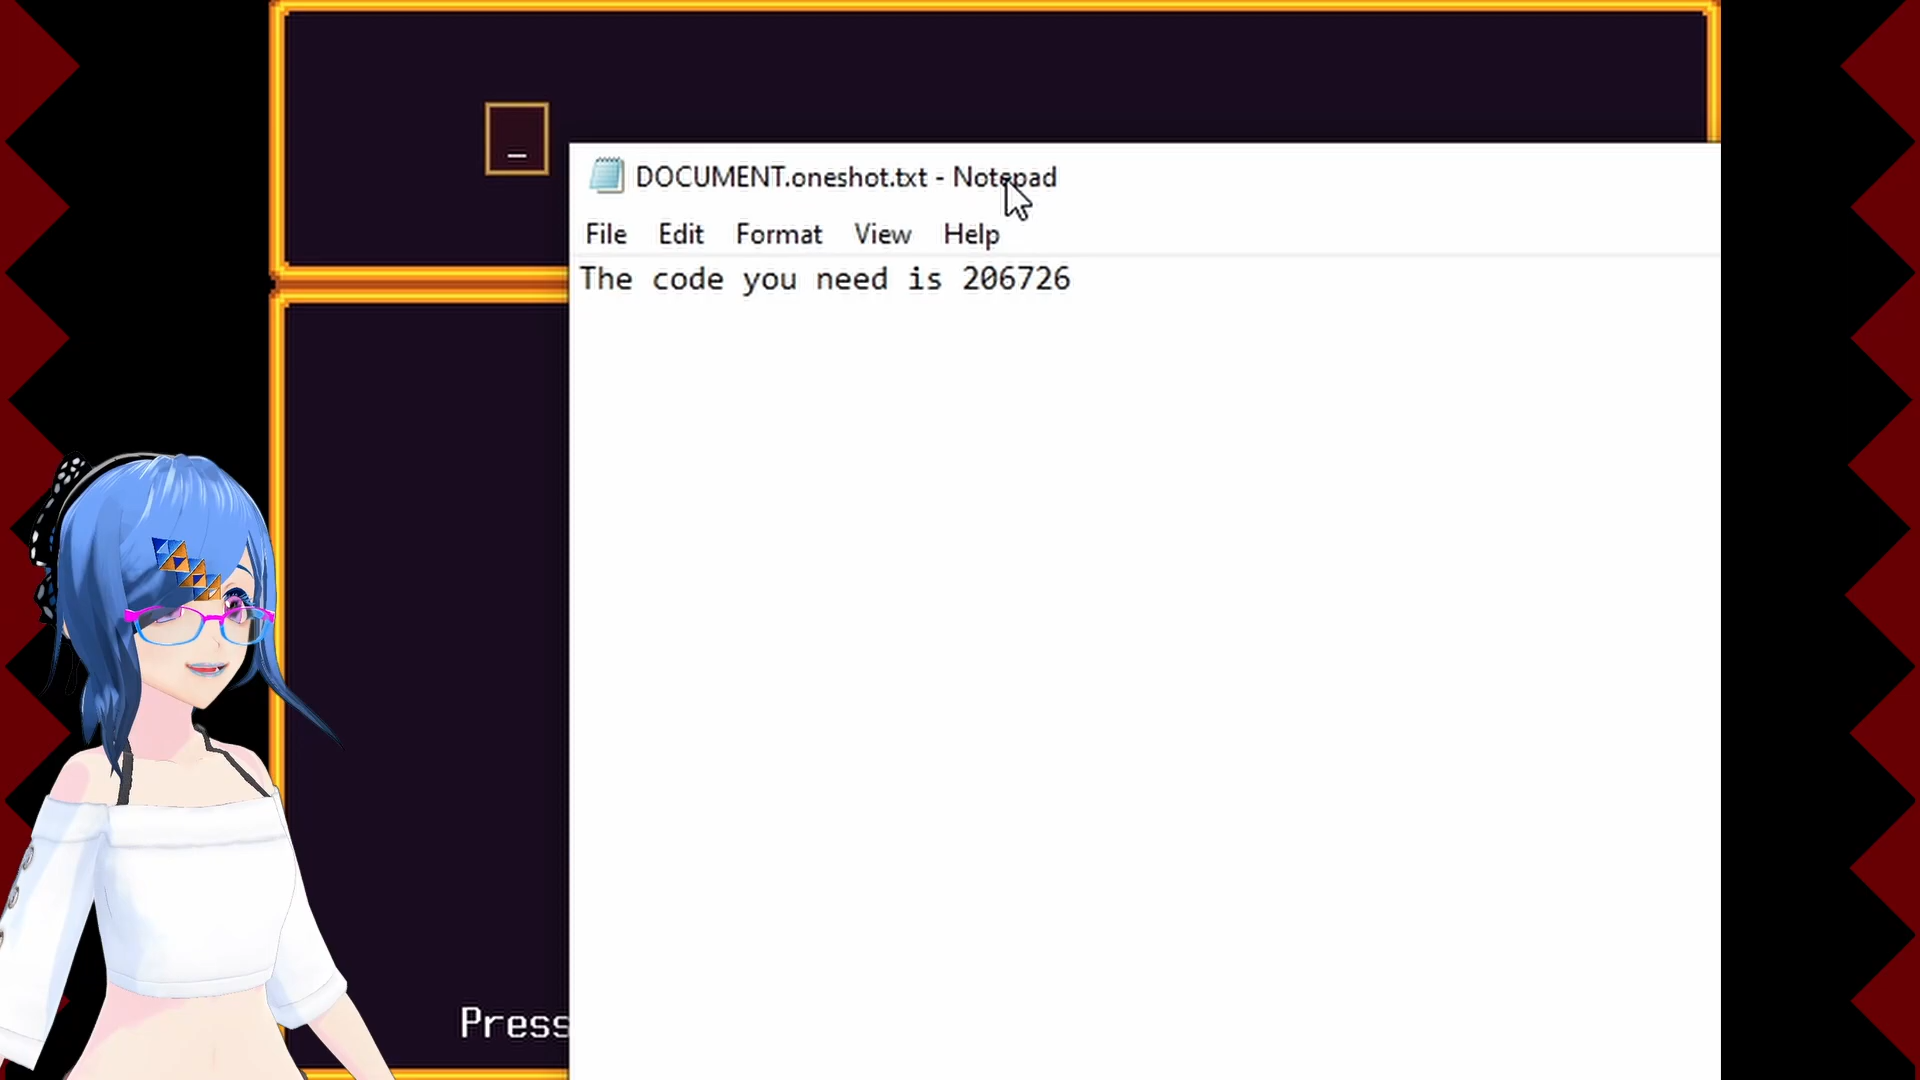 _
DOCUMENT.oneshot.txt - Notepad
File Edit Format View Help
The code you need is 206726
Press